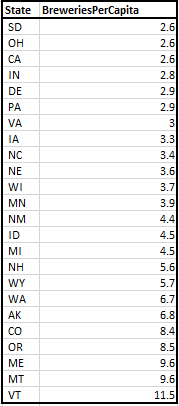 State BreweriesPerCapita
SD 2.6
OH 2.6
CA 2.6
IN 2.8
DE 2.9
PA 2.9
VA 3
IA 3.3
NC 3.4
NE 3.6
WI 3.7
MN 3.9
NM 4.4
ID 4.5
MI 4.5
NH 5.6
WY 5.7
WA 6.7
AK 6.8
CO 8.4
OR 8.5
ME 9.6
MT 9.6
VT 11.5